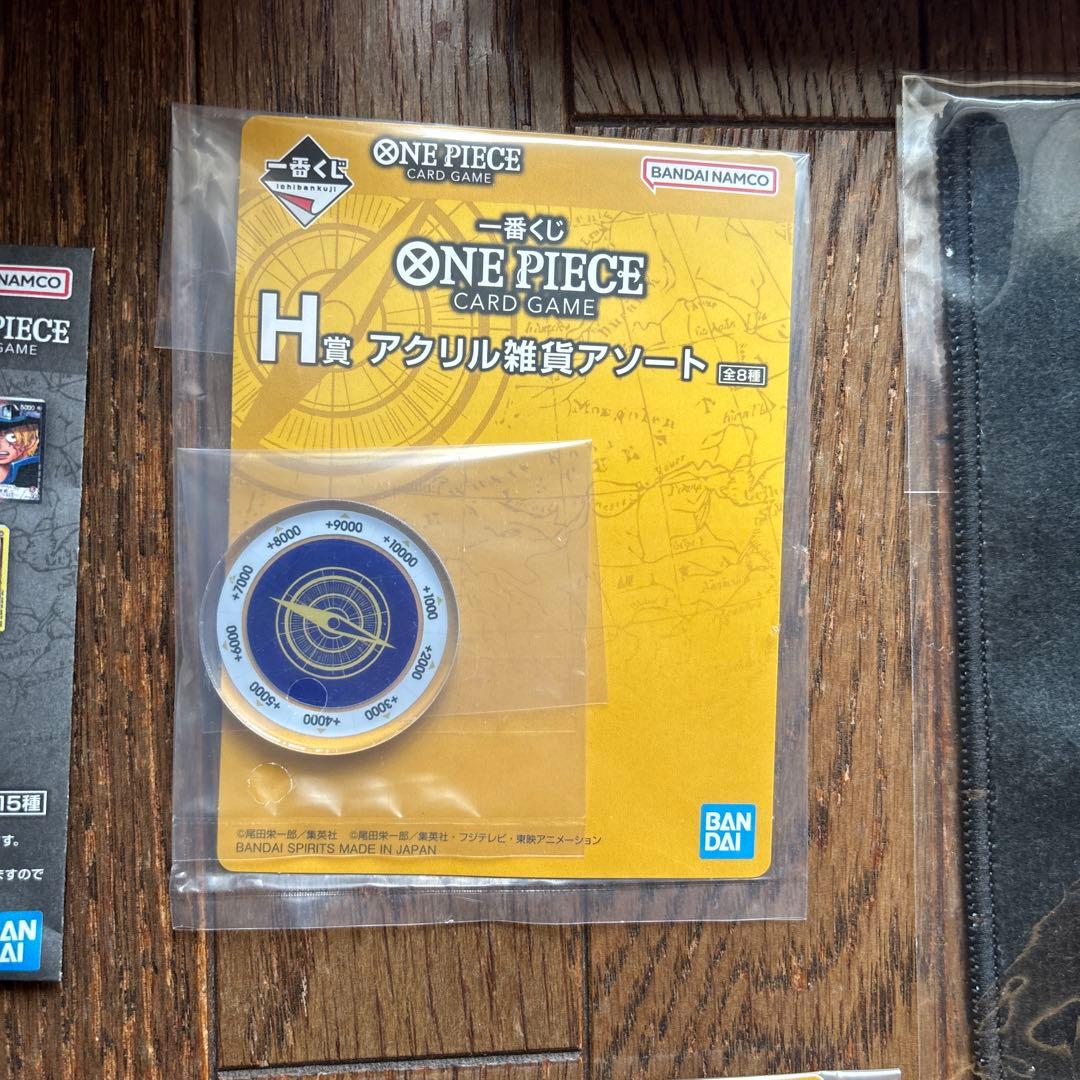 一番くじ
ichibankuji
ONE PIECE
CARD GAME
BANDAI NAMCO
一番くじ
ONE PIECE
CARD GAME
H賞 アクリル雑貨アソート 全8種
+9000
+10000
+1000
+2000
+3000
+4000
+5000
+6000
+7000
+8000
©尾田栄一郎／集英社 ©尾田栄一郎／集英社・フジテレビ・東映アニメーション
BANDAI SPIRITS MADE IN JAPAN
BAN
DAI
NAMCO
PIECE
GAME
5000
15種
す。
ますので
AN
AI